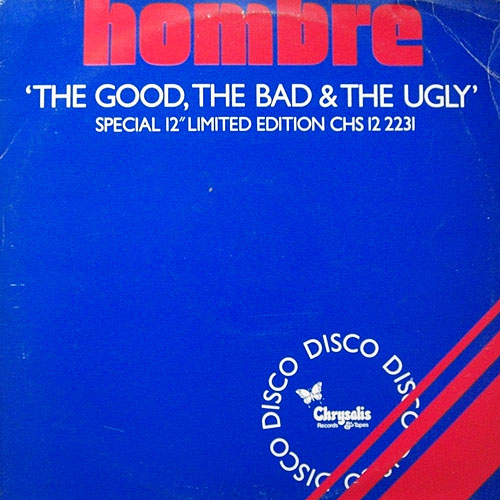 hombre
'THE GOOD, THE BAD & THE UGLY'
SPECIAL 12" LIMITED EDITION CHS 12 2231
DISCO DISCO DISCO DISCO DISCO
Chrysalis
Records & Tapes